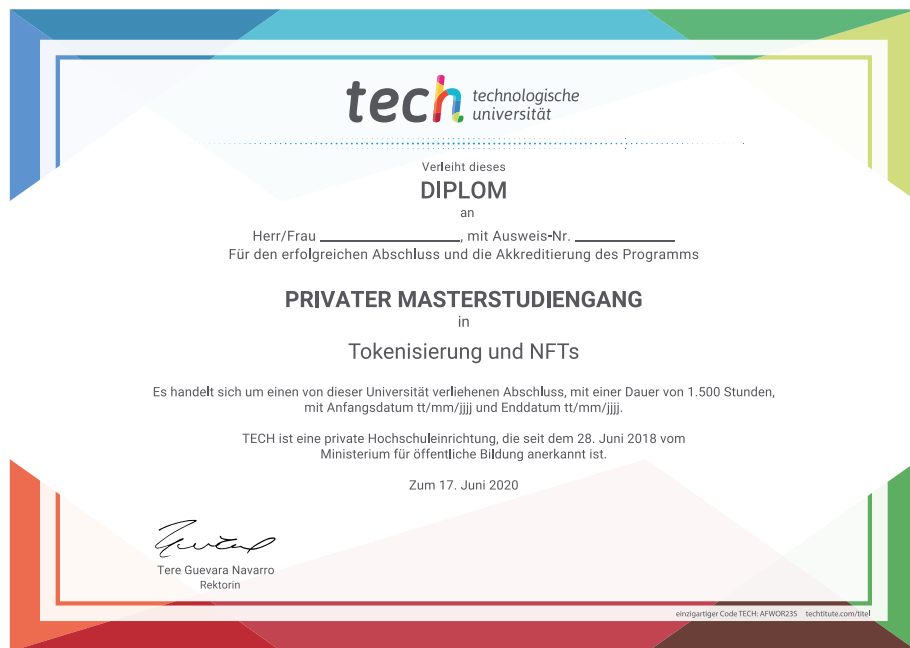 tech technologische
universität
Verleiht dieses
DIPLOM
an
Herr/Frau ____________________, mit Ausweis-Nr. ______________
Für den erfolgreichen Abschluss und die Akkreditierung des Programms
PRIVATER MASTERSTUDIENGANG
in
Tokenisierung und NFTs
Es handelt sich um einen von dieser Universität verliehenen Abschluss, mit einer Dauer von 1.500 Stunden,
mit Anfangsdatum tt/mm/jjjj und Enddatum tt/mm/jjjj.
TECH ist eine private Hochschuleinrichtung, die seit dem 28. Juni 2018 vom
Ministerium für öffentliche Bildung anerkannt ist.
Zum 17. Juni 2020
Tere Guevara Navarro
Rektorin
einzigartiger Code TECH: AFWOR23S techtitute.com/titel